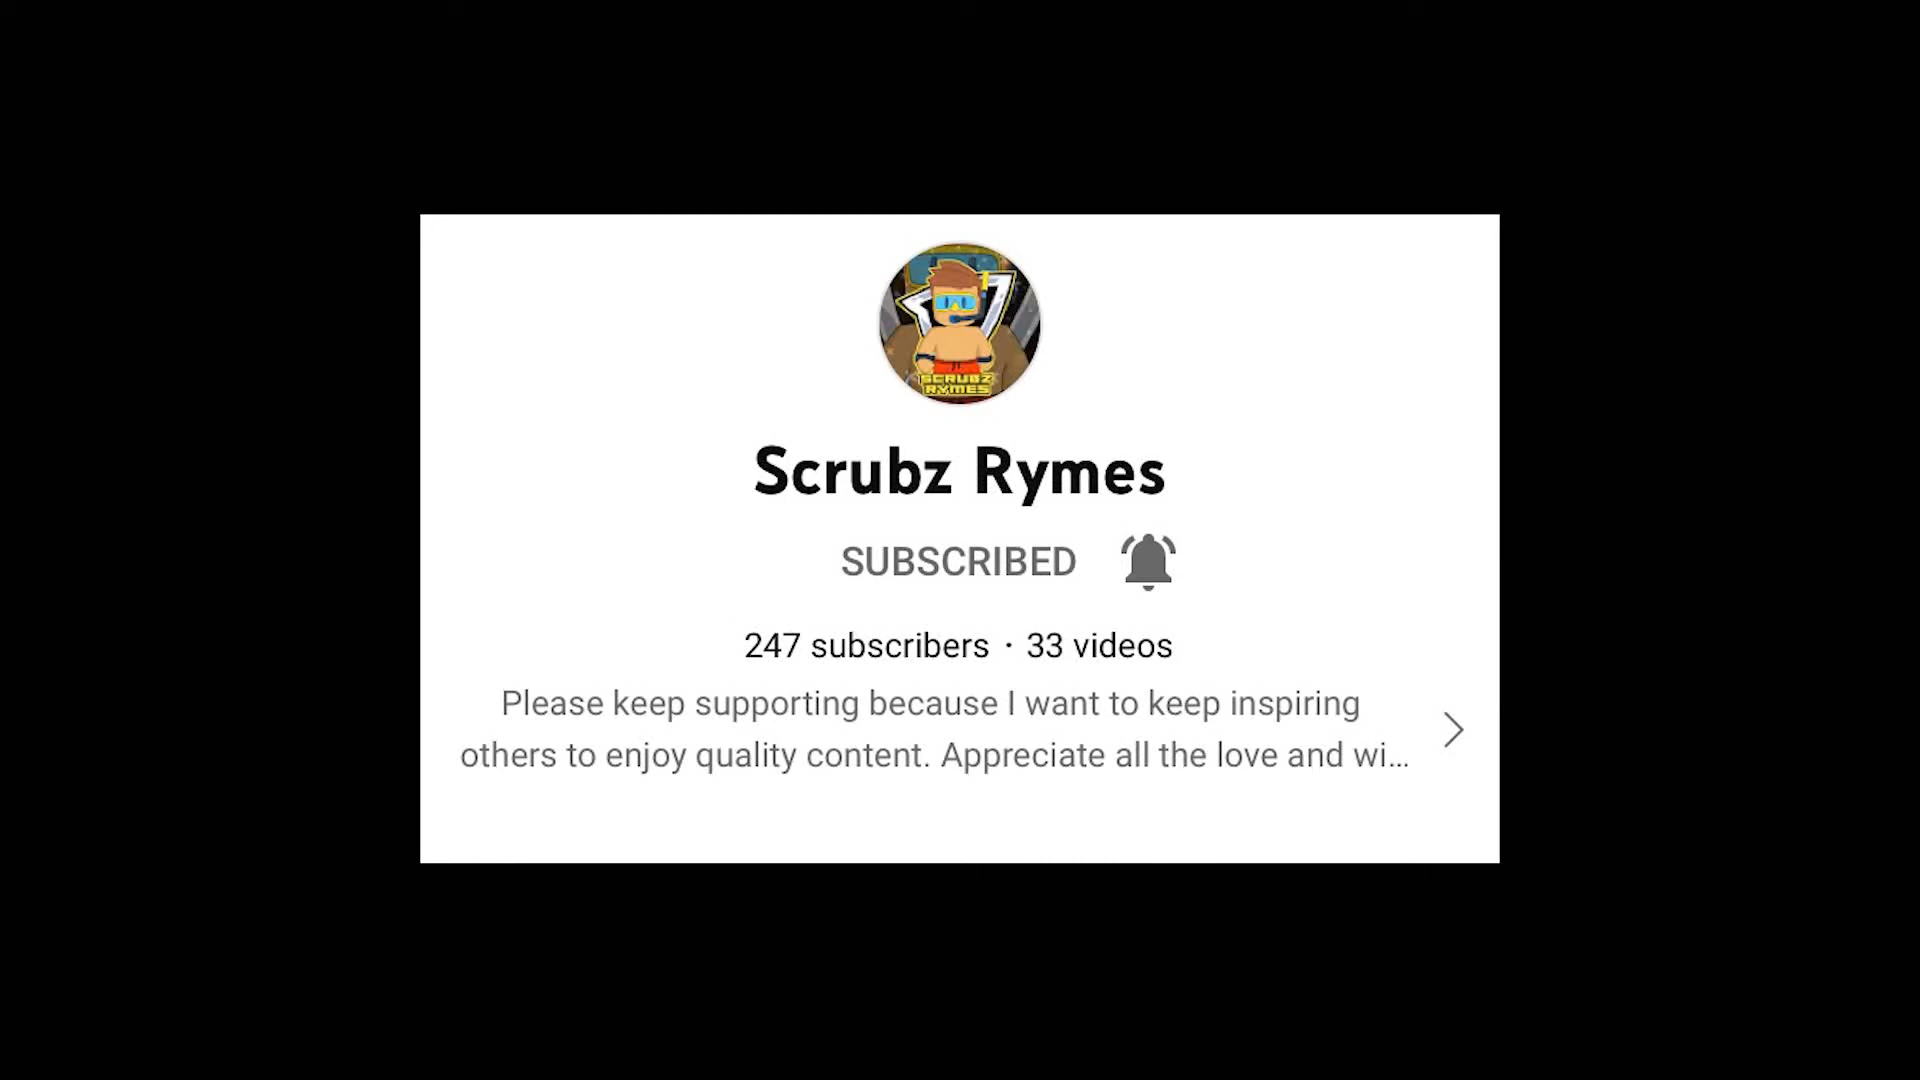 SCRUBZ
RYMES
Scrubz Rymes
SUBSCRIBED
247 subscribers · 33 videos
Please keep supporting because I want to keep inspiring
others to enjoy quality content. Appreciate all the love and wi...